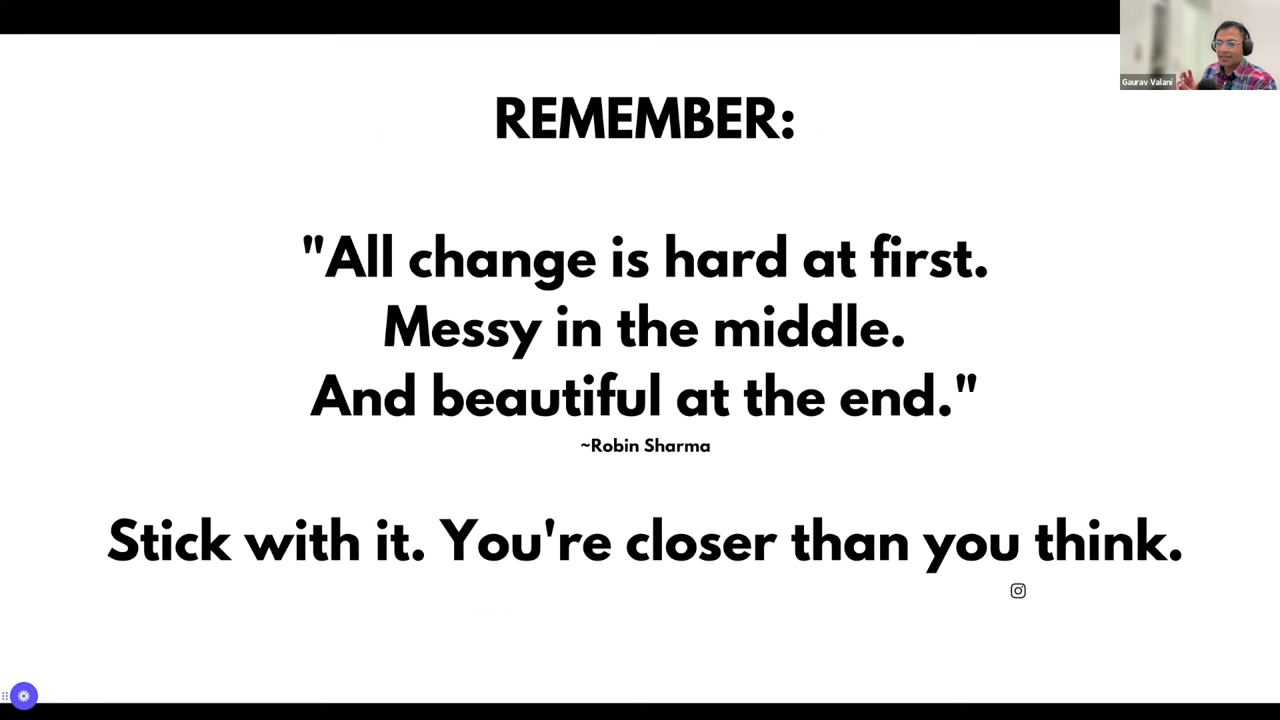 Gaurav Valani
REMEMBER:
"All change is hard at first.
Messy in the middle.
And beautiful at the end."
~Robin Sharma
Stick with it. You're closer than you think.